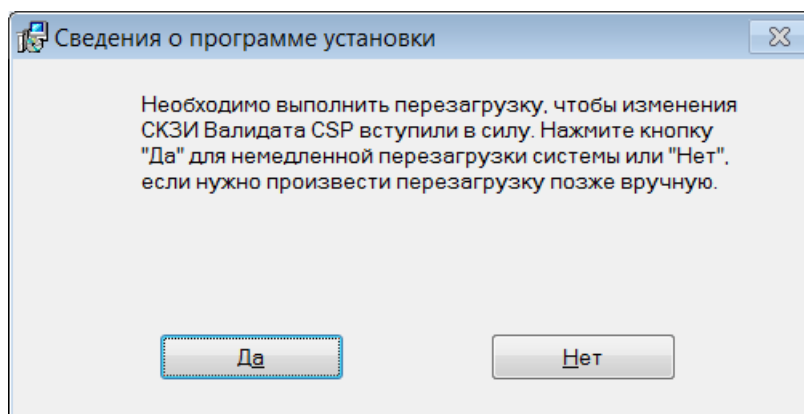 Сведения о программе установки
Необходимо выполнить перезагрузку, чтобы изменения
СКЗИ Валидата CSP вступили в силу. Нажмите кнопку
"Да" для немедленной перезагрузки системы или "Нет",
если нужно произвести перезагрузку позже вручную.
Да
Нет